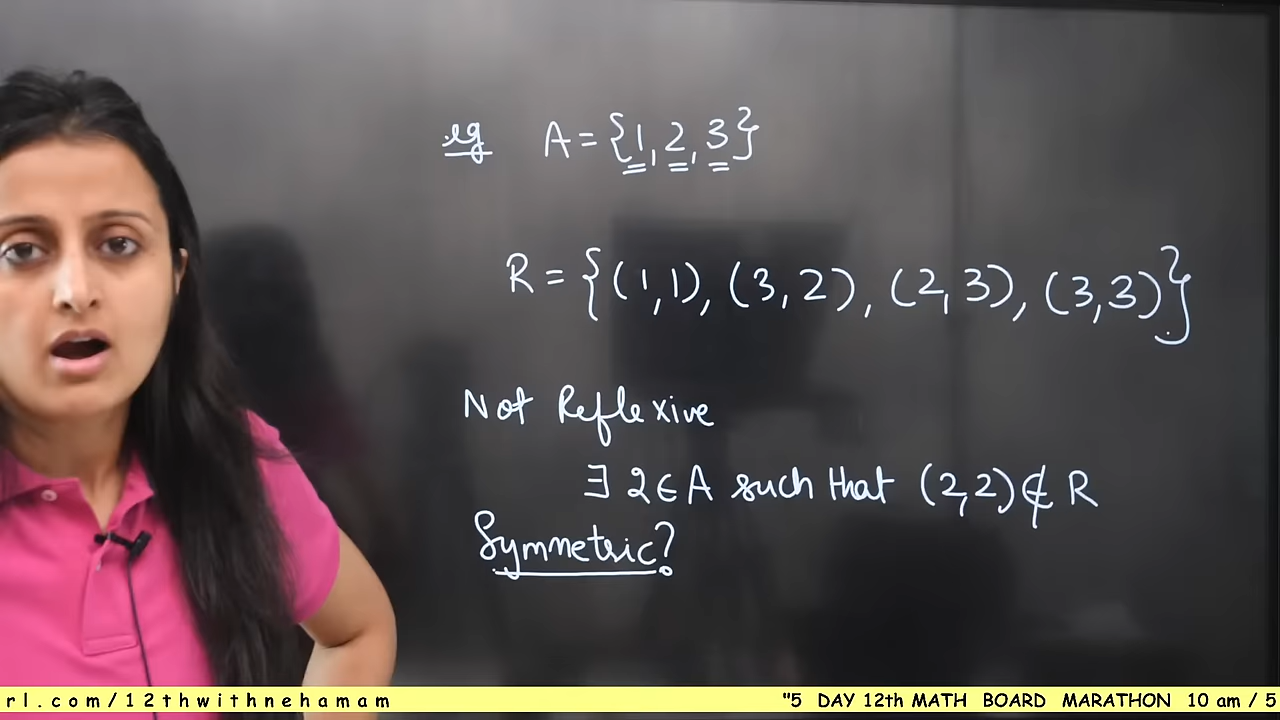 eg A = {1, 2, 3}
R = {(1,1), (3,2), (2,3), (3,3)}
Not Reflexive
∃ 2 ∈ A such that (2,2) ∉ R
Symmetric?
rl.com/12thwithnehamam "5 DAY 12th MATH BOARD MARATHON 10 am / 5